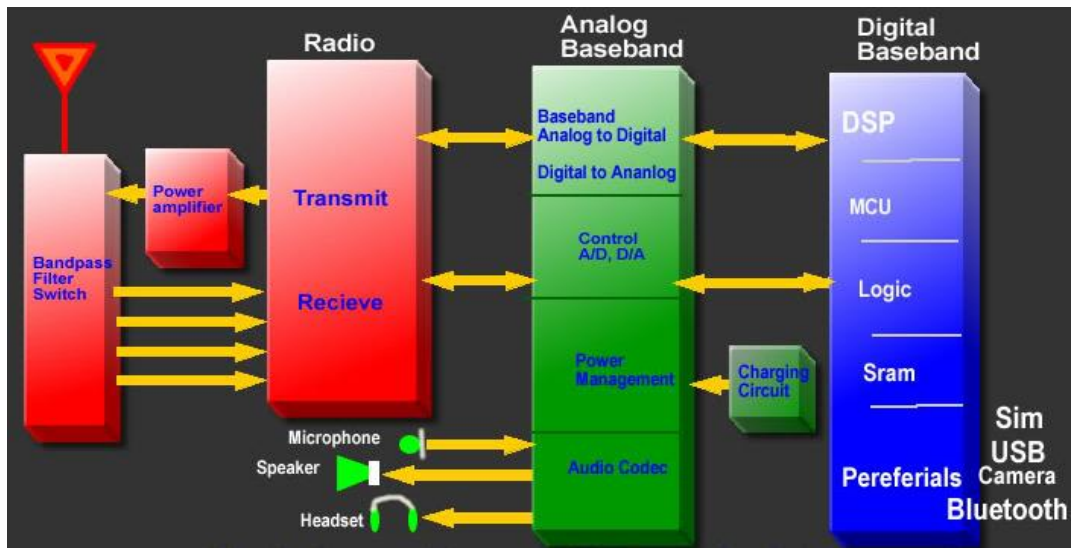 Radio
Analog
Baseband
Digital
Baseband
Bandpass
Filter
Switch
Power
amplifier
Transmit
Recieve
Baseband
Analog to Digital
Digital to Ananlog
Control
A/D, D/A
Power
Management
Audio Codec
Charging
Circuit
Microphone
Speaker
Headset
DSP
MCU
Logic
Sram
Pereferials
Sim
USB
Camera
Bluetooth